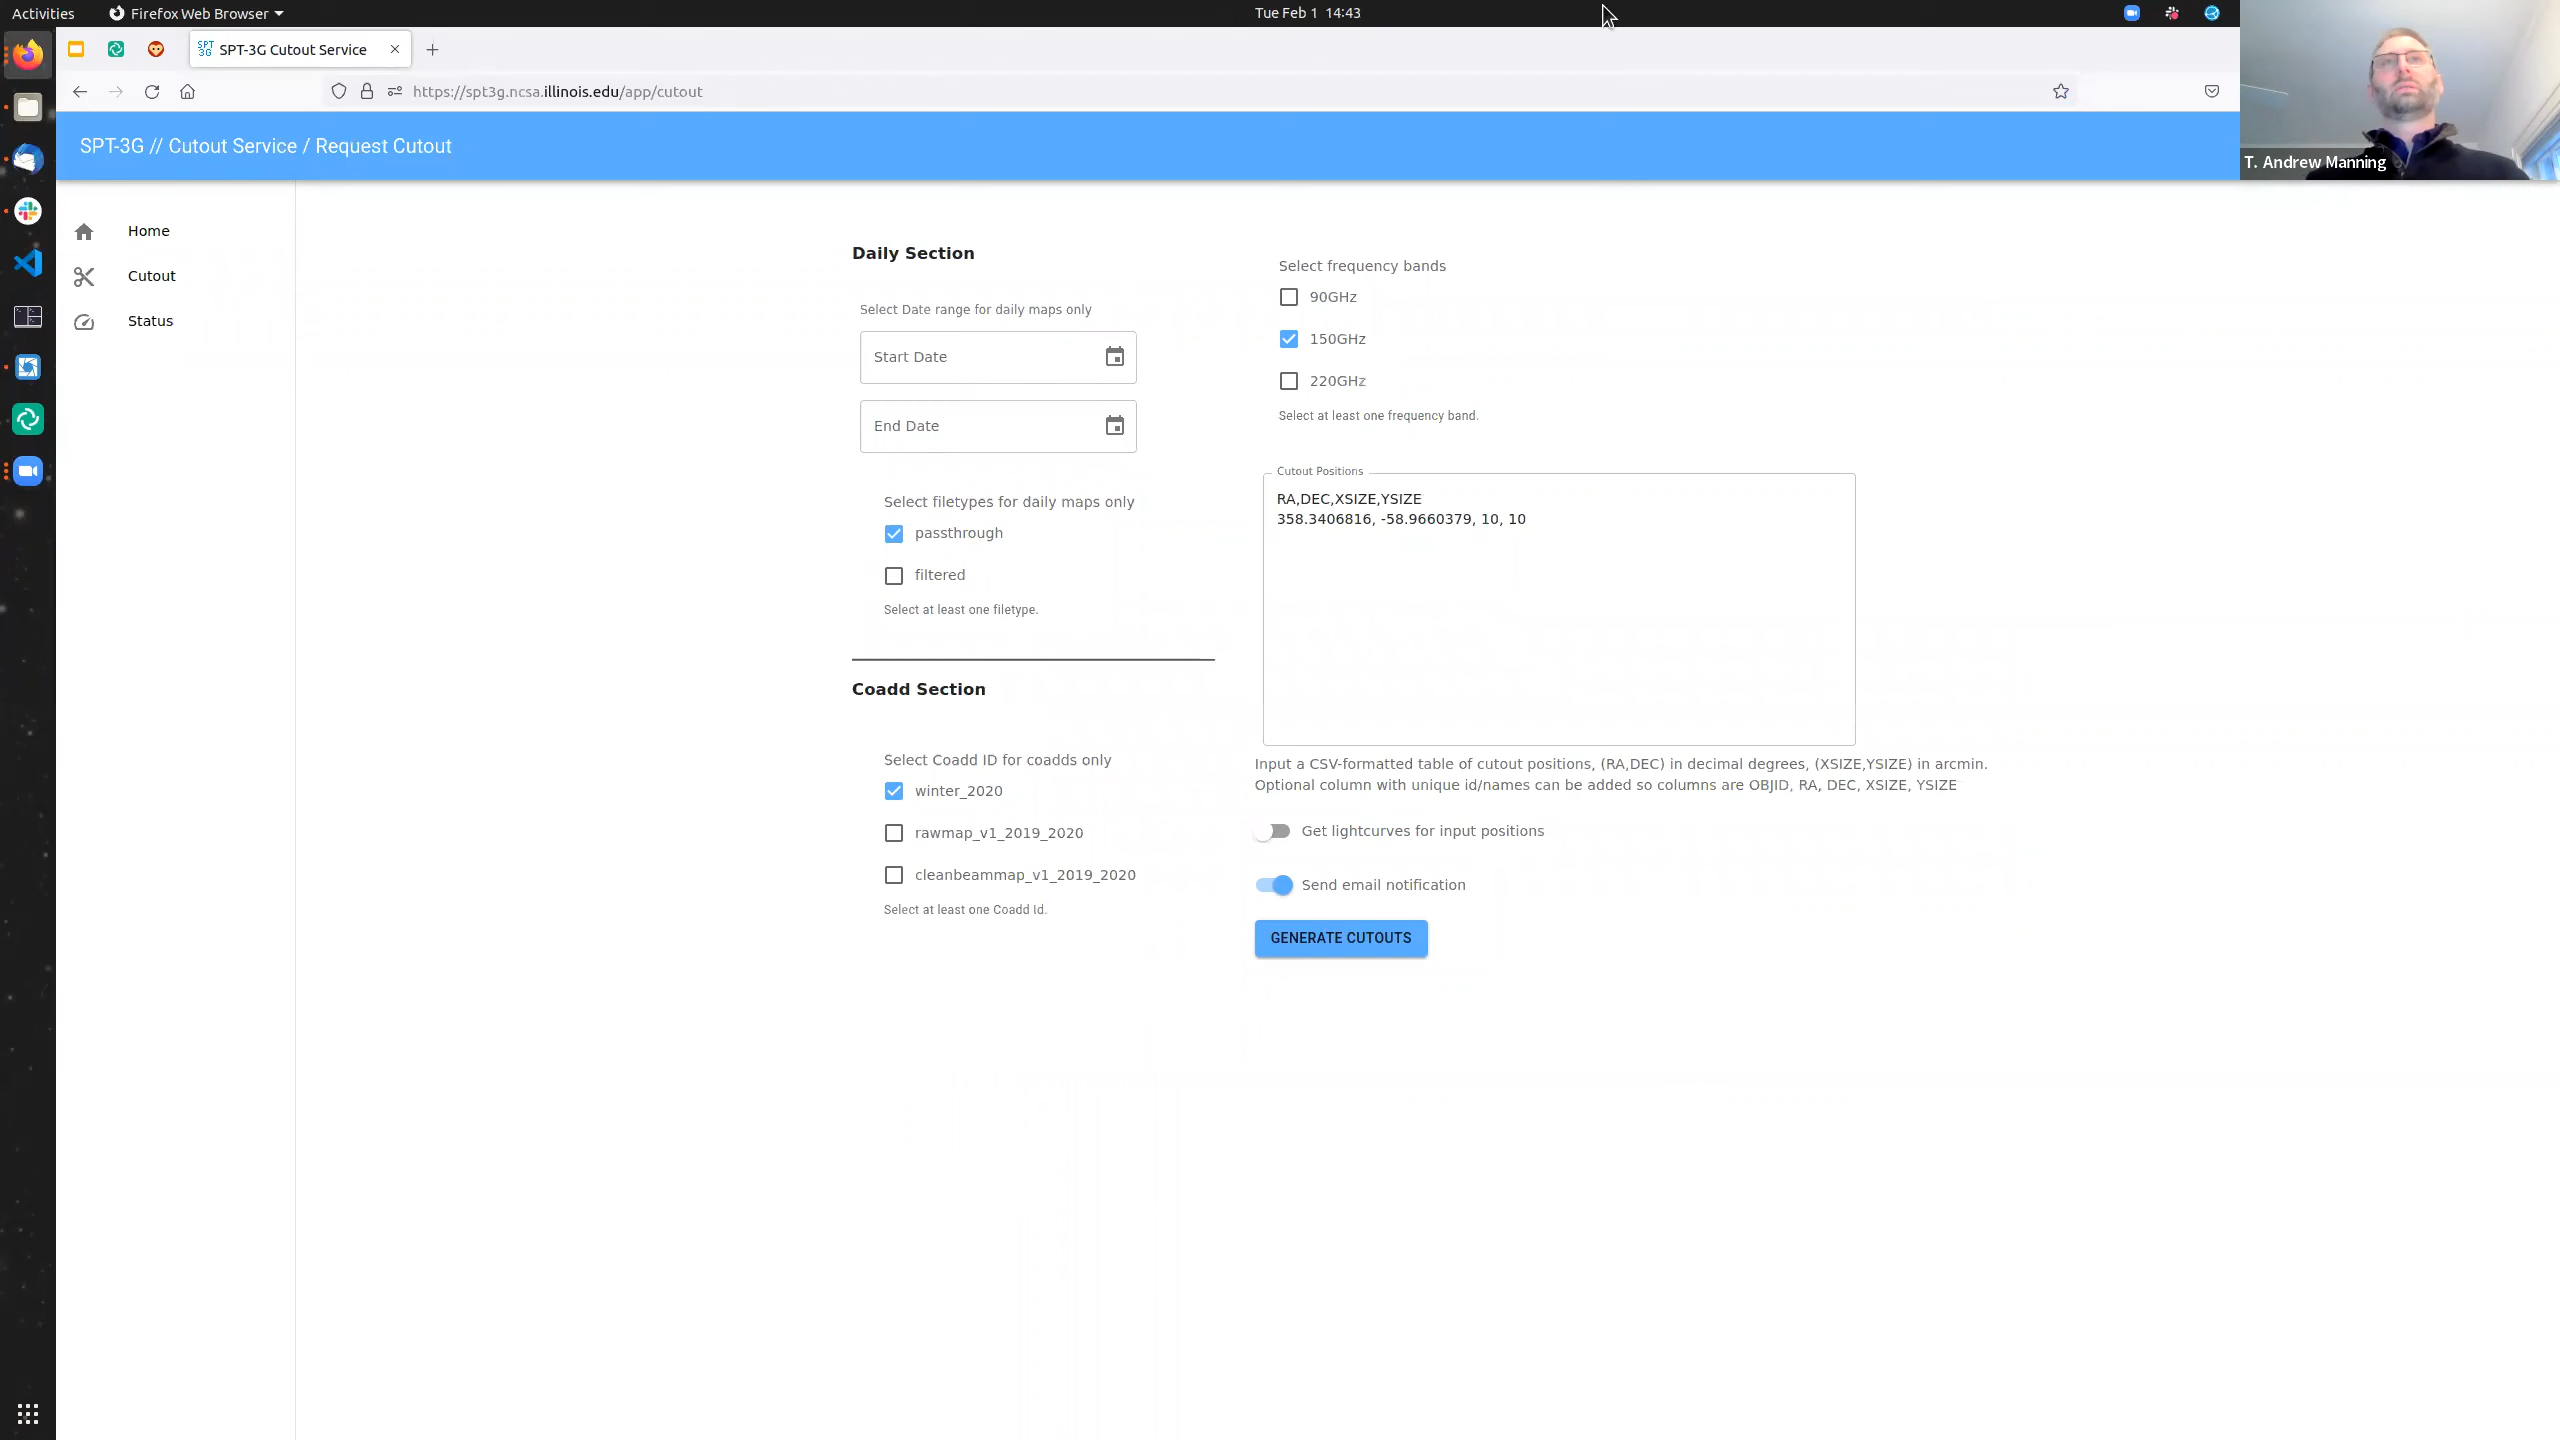 Activities
Firefox Web Browser
Tue Feb 1 14:43
SPT
3G
SPT-3G Cutout Service
https://spt3g.ncsa.illinois.edu/app/cutout
T. Andrew Manning
SPT-3G // Cutout Service / Request Cutout
Home
Cutout
Status
Daily Section
Select Date range for daily maps only
Start Date
End Date
Select filetypes for daily maps only
passthrough
filtered
Select at least one filetype.
Coadd Section
Select Coadd ID for coadds only
winter_2020
rawmap_v1_2019_2020
cleanbeammap_v1_2019_2020
Select at least one Coadd Id.
Select frequency bands
90GHz
150GHz
220GHz
Select at least one frequency band.
Cutout Positions
RA,DEC,XSIZE,YSIZE
358.3406816, -58.9660379, 10, 10
Input a CSV-formatted table of cutout positions, (RA,DEC) in decimal degrees, (XSIZE,YSIZE) in arcmin.
Optional column with unique id/names can be added so columns are OBJID, RA, DEC, XSIZE, YSIZE
Get lightcurves for input positions
Send email notification
GENERATE CUTOUTS